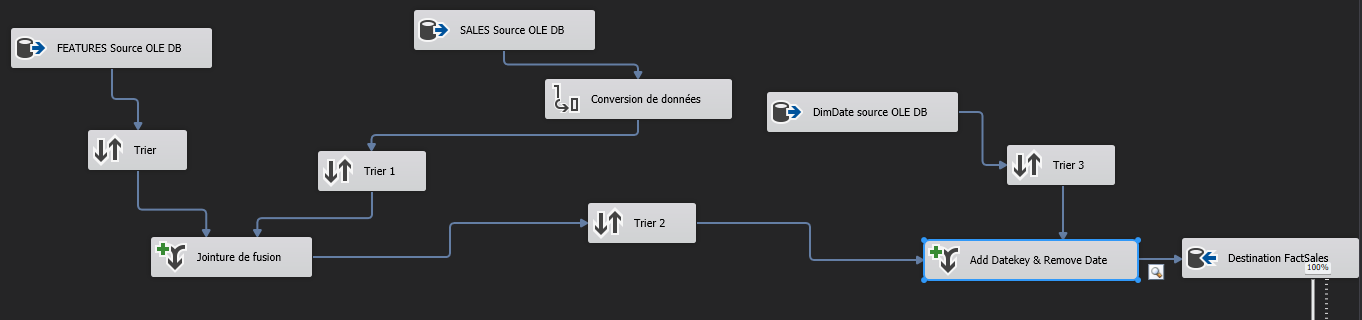 FEATURES Source OLE DB
SALES Source OLE DB
Conversion de données
DimDate source OLE DB
Trier
Trier 1
Trier 3
Trier 2
Jointure de fusion
Add Datekey & Remove Date
Destination FactSales
100%